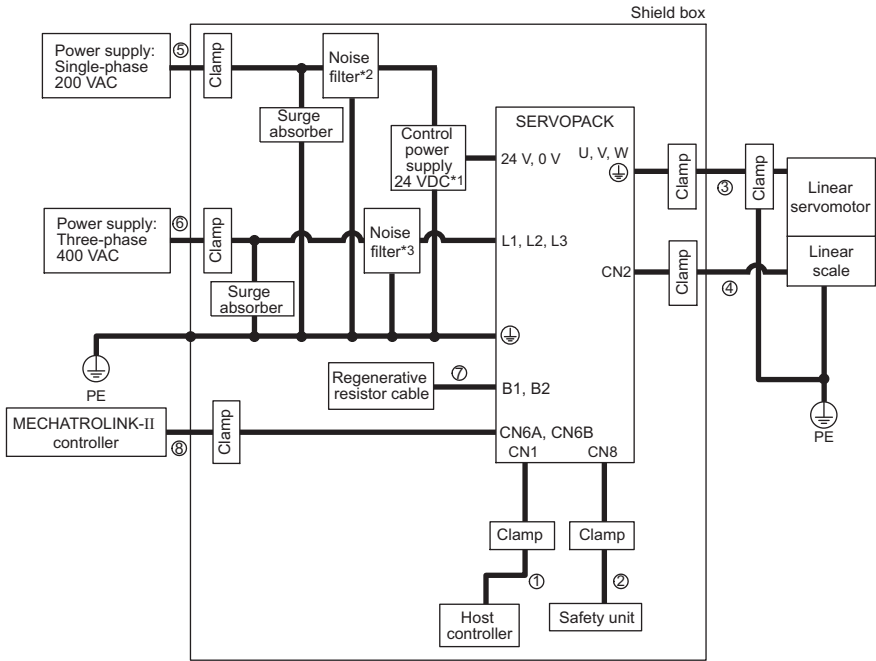 Shield box
Power supply:
Single-phase
200 VAC
⑤
Clamp
Noise
filter*2
Surge
absorber
Control
power
supply
24 VDC*1
SERVOPACK
24 V, 0 V
U, V, W
Clamp
③
Clamp
Linear
servomotor
Power supply:
Three-phase
400 VAC
⑥
Clamp
Noise
filter*3
L1, L2, L3
CN2
Clamp
④
Linear
scale
Surge
absorber
PE
Regenerative
resistor cable
⑦
B1, B2
PE
MECHATROLINK-II
controller
⑧
Clamp
CN6A, CN6B
CN1
CN8
Clamp
Clamp
①
②
Host
controller
Safety unit